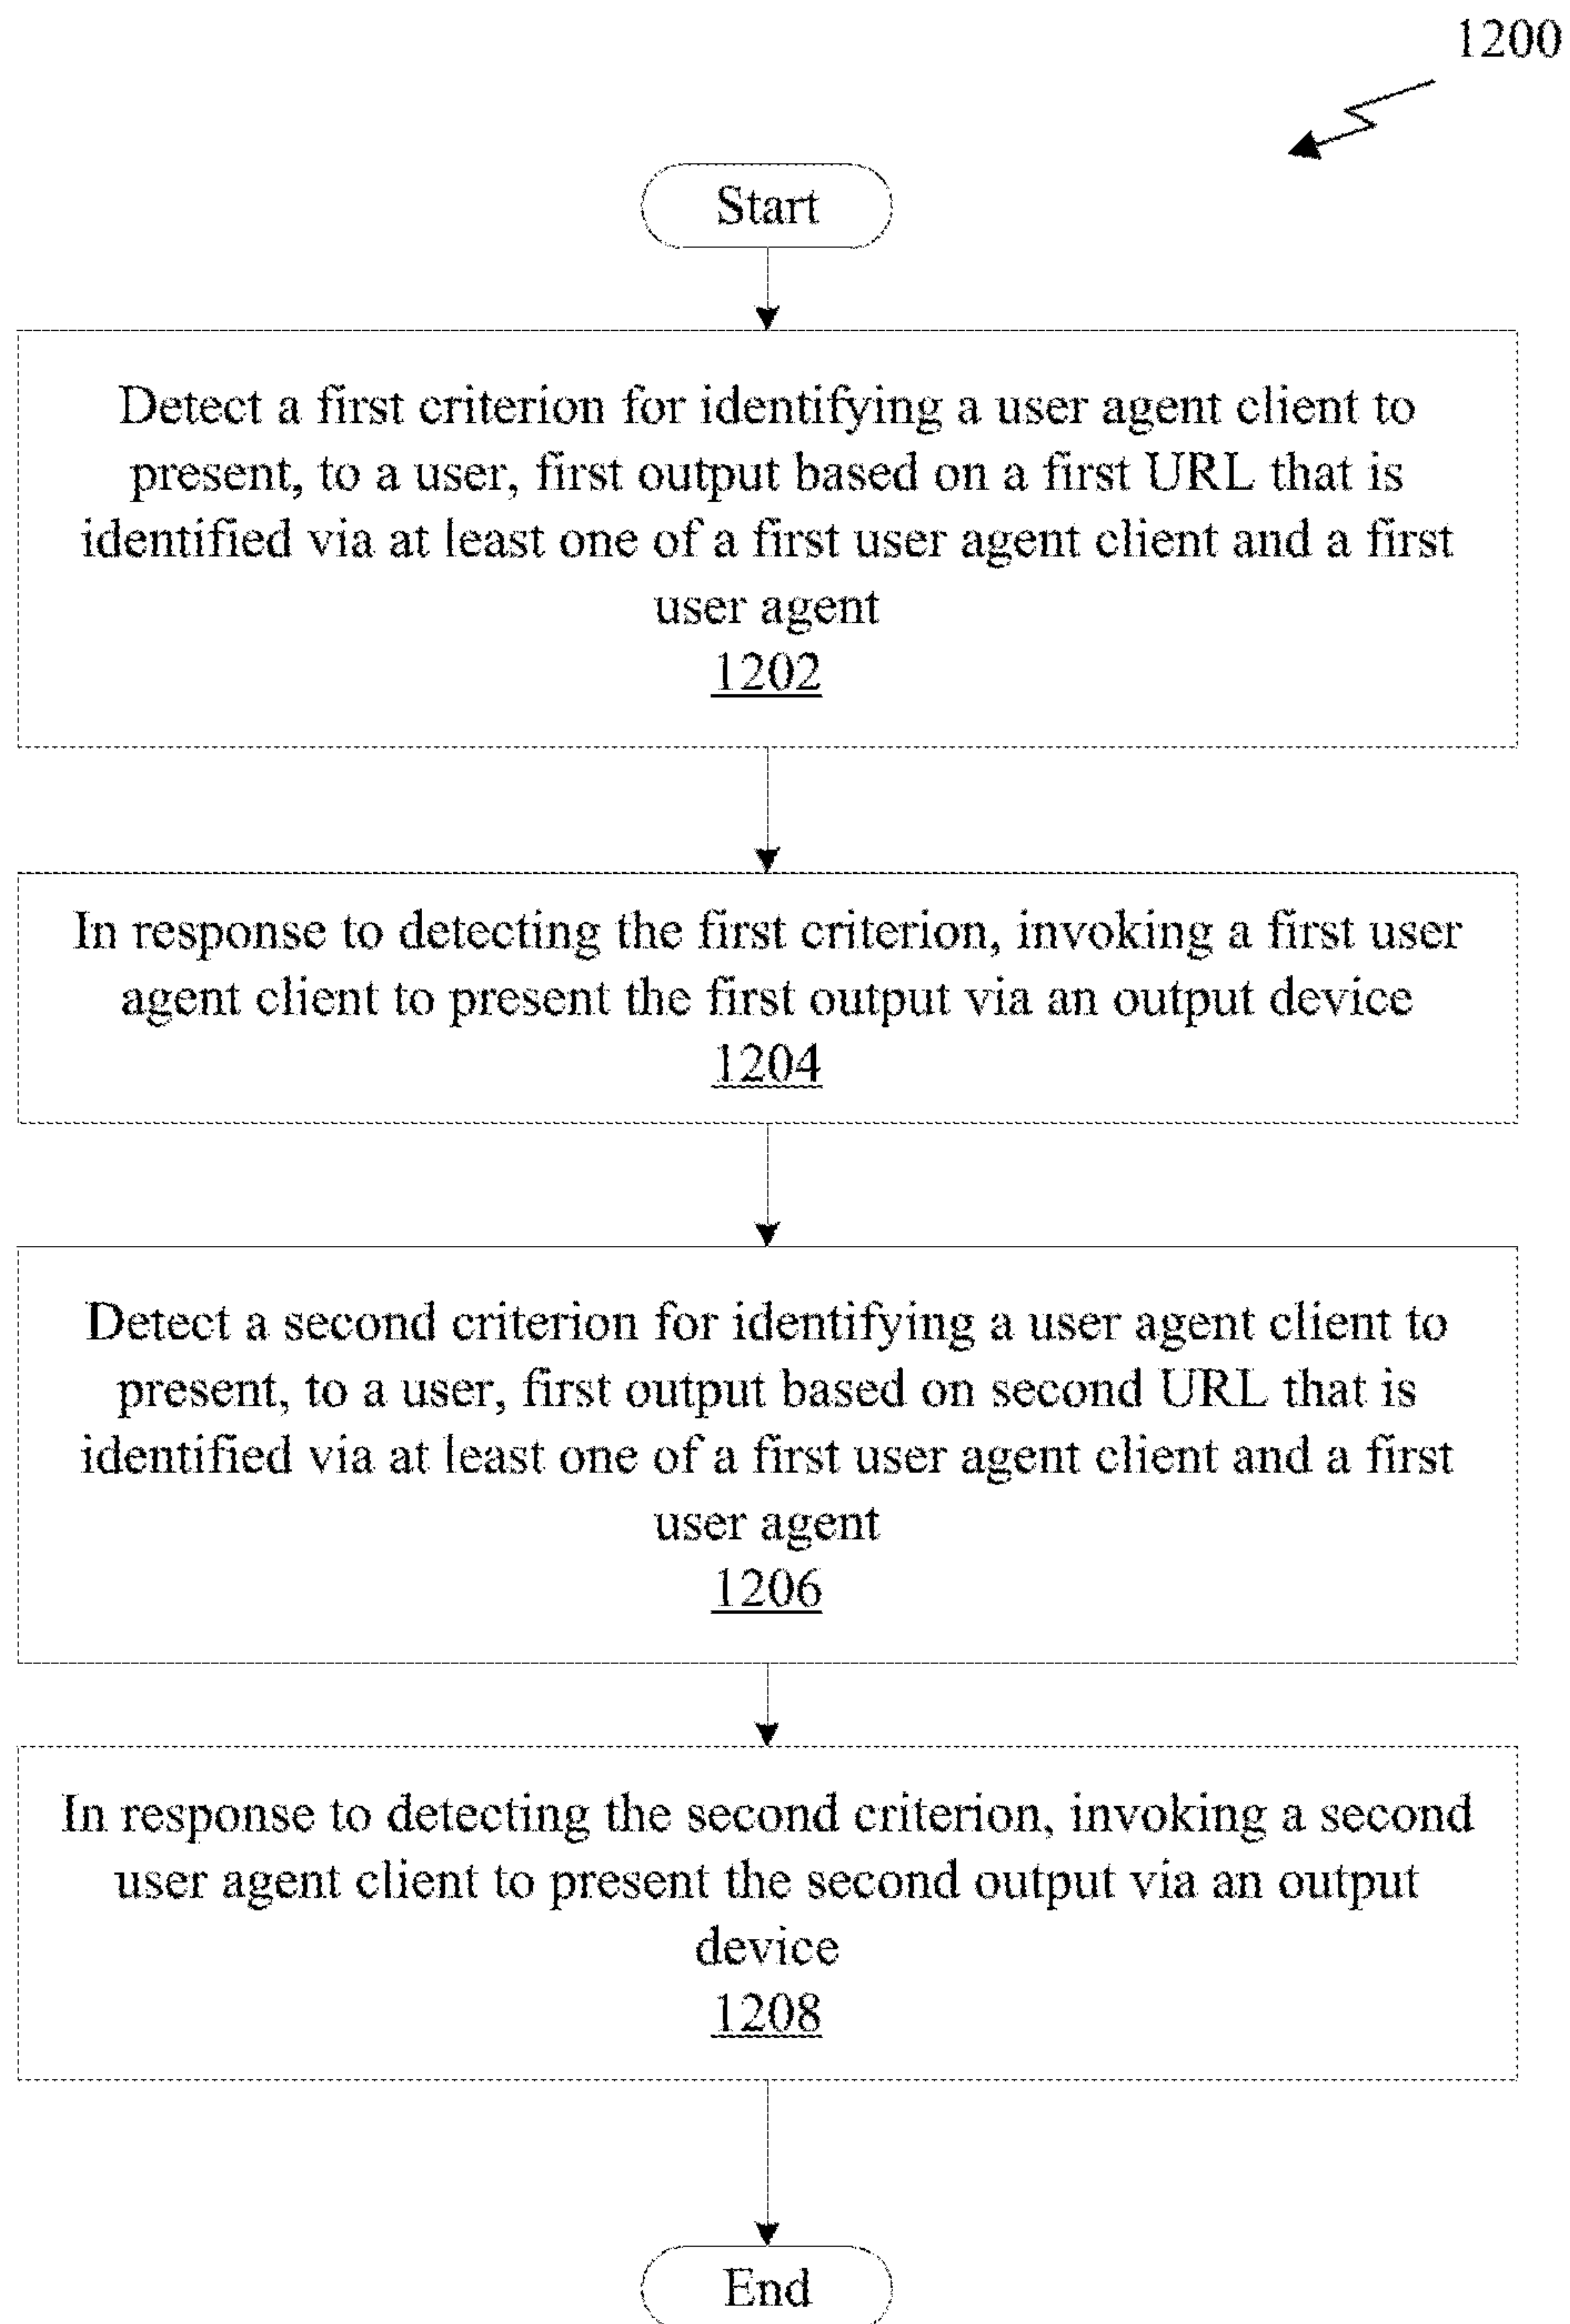 1200
Start
Detect a first criterion for identifying a user agent client to
present, to a user, first output based on a first URL that is
identified via at least one of a first user agent client and a first
user agent
1202
In response to detecting the first criterion, invoking a first user
agent client to present the first output via an output device
1204
Detect a second criterion for identifying a user agent client to
present, to a user, first output based on second URL that is
identified via at least one of a first user agent client and a first
user agent
1206
In response to detecting the second criterion, invoking a second
user agent client to present the second output via an output
device
1208
End